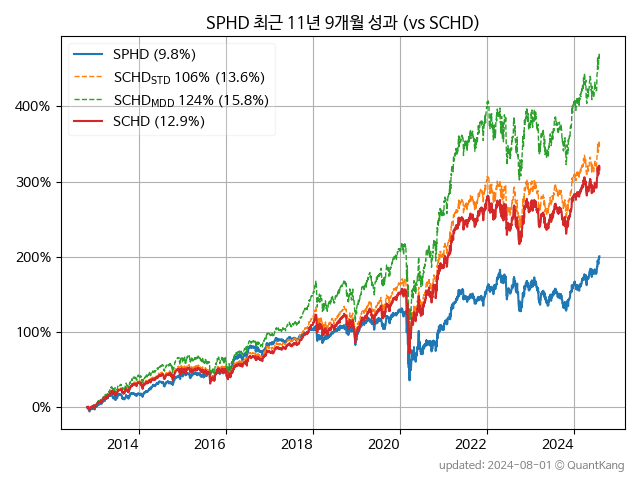 SPHD 최근 11년 9개월 성과 (vs SCHD)
SPHD (9.8%)
SCHD_STD 106% (13.6%)
SCHD_MDD 124% (15.8%)
SCHD (12.9%)
400%
300%
200%
100%
0%
2014 2016 2018 2020 2022 2024
updated: 2024-08-01 © QuantKang